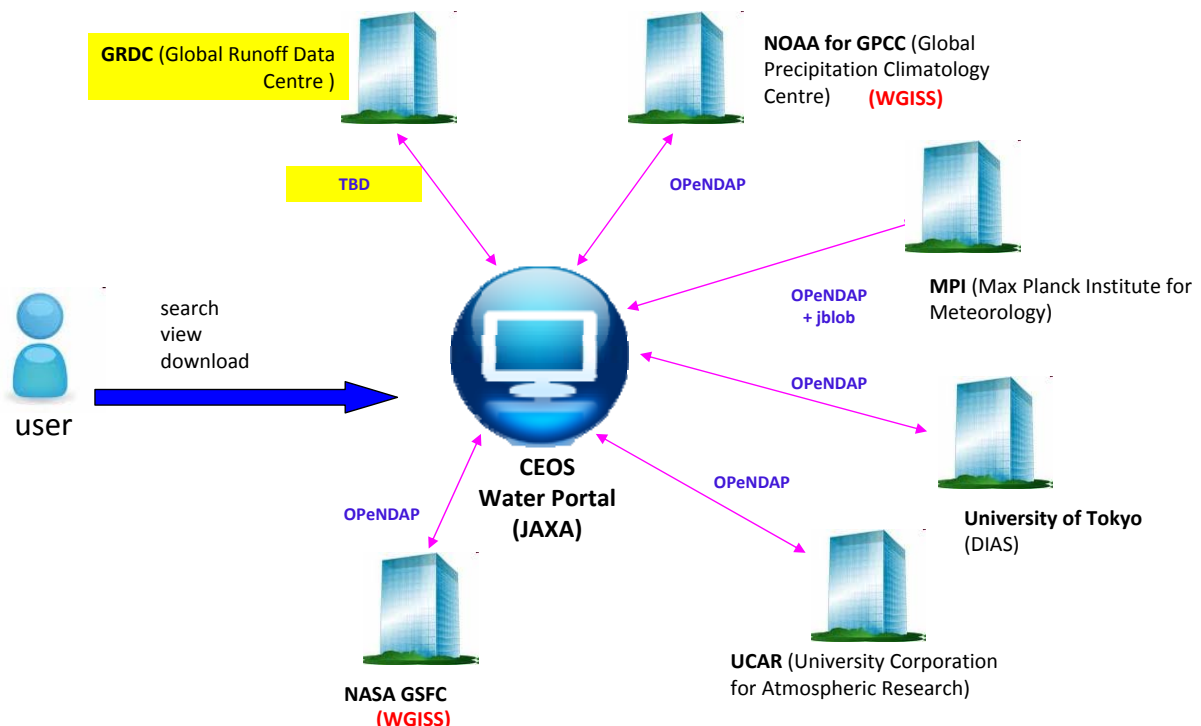 GRDC (Global Runoff Data
Centre )
NOAA for GPCC (Global
Precipitation Climatology
Centre) (WGISS)
TBD
OPeNDAP
MPI (Max Planck Institute for
Meteorology)
OPeNDAP
+ jblob
search
view
download
user
OPeNDAP
CEOS
Water Portal
(JAXA)
OPeNDAP
OPeNDAP
University of Tokyo
(DIAS)
UCAR (University Corporation
for Atmospheric Research)
NASA GSFC
(WGISS)